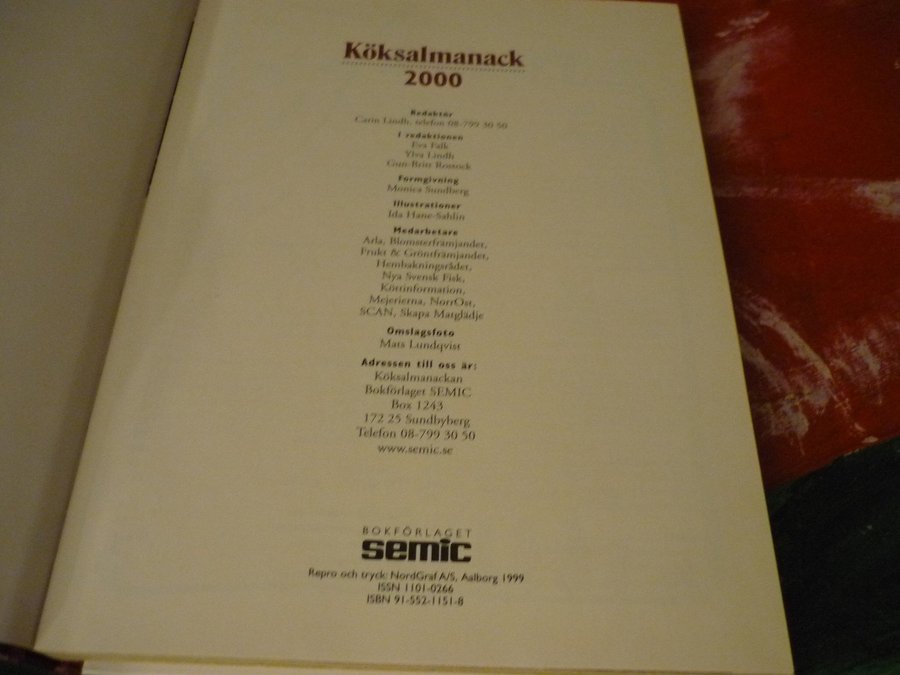 Köksalmanack
2000
Redaktör
Carin Lindh, telefon 08-799 30 50
I redaktionen
Eva Falk
Ylva Lindh
Gun-Britt Rossock
Formgivning
Monica Sundberg
Illustrationer
Ida Hane-Sahlin
Medarbetare
Arla, Blomsterfrämjandet,
Frukt & Gröntfrämjandet,
Hembakningsrådet,
Nya Svensk Fisk,
Köttinformation,
Mejerierna, NorrOst,
SCAN, Skapa Matglädje
Omslagsfoto
Mats Lundqvist
Adressen till oss är:
Köksalmanackan
Bokförlaget SEMIC
Box 1243
172 25 Sundbyberg
Telefon 08-799 30 50
www.semic.se
BOKFÖRLAGET
semic
Repro och tryck: NordGraf A/S, Aalborg 1999
ISSN 1101-0266
ISBN 91-552-1151-8